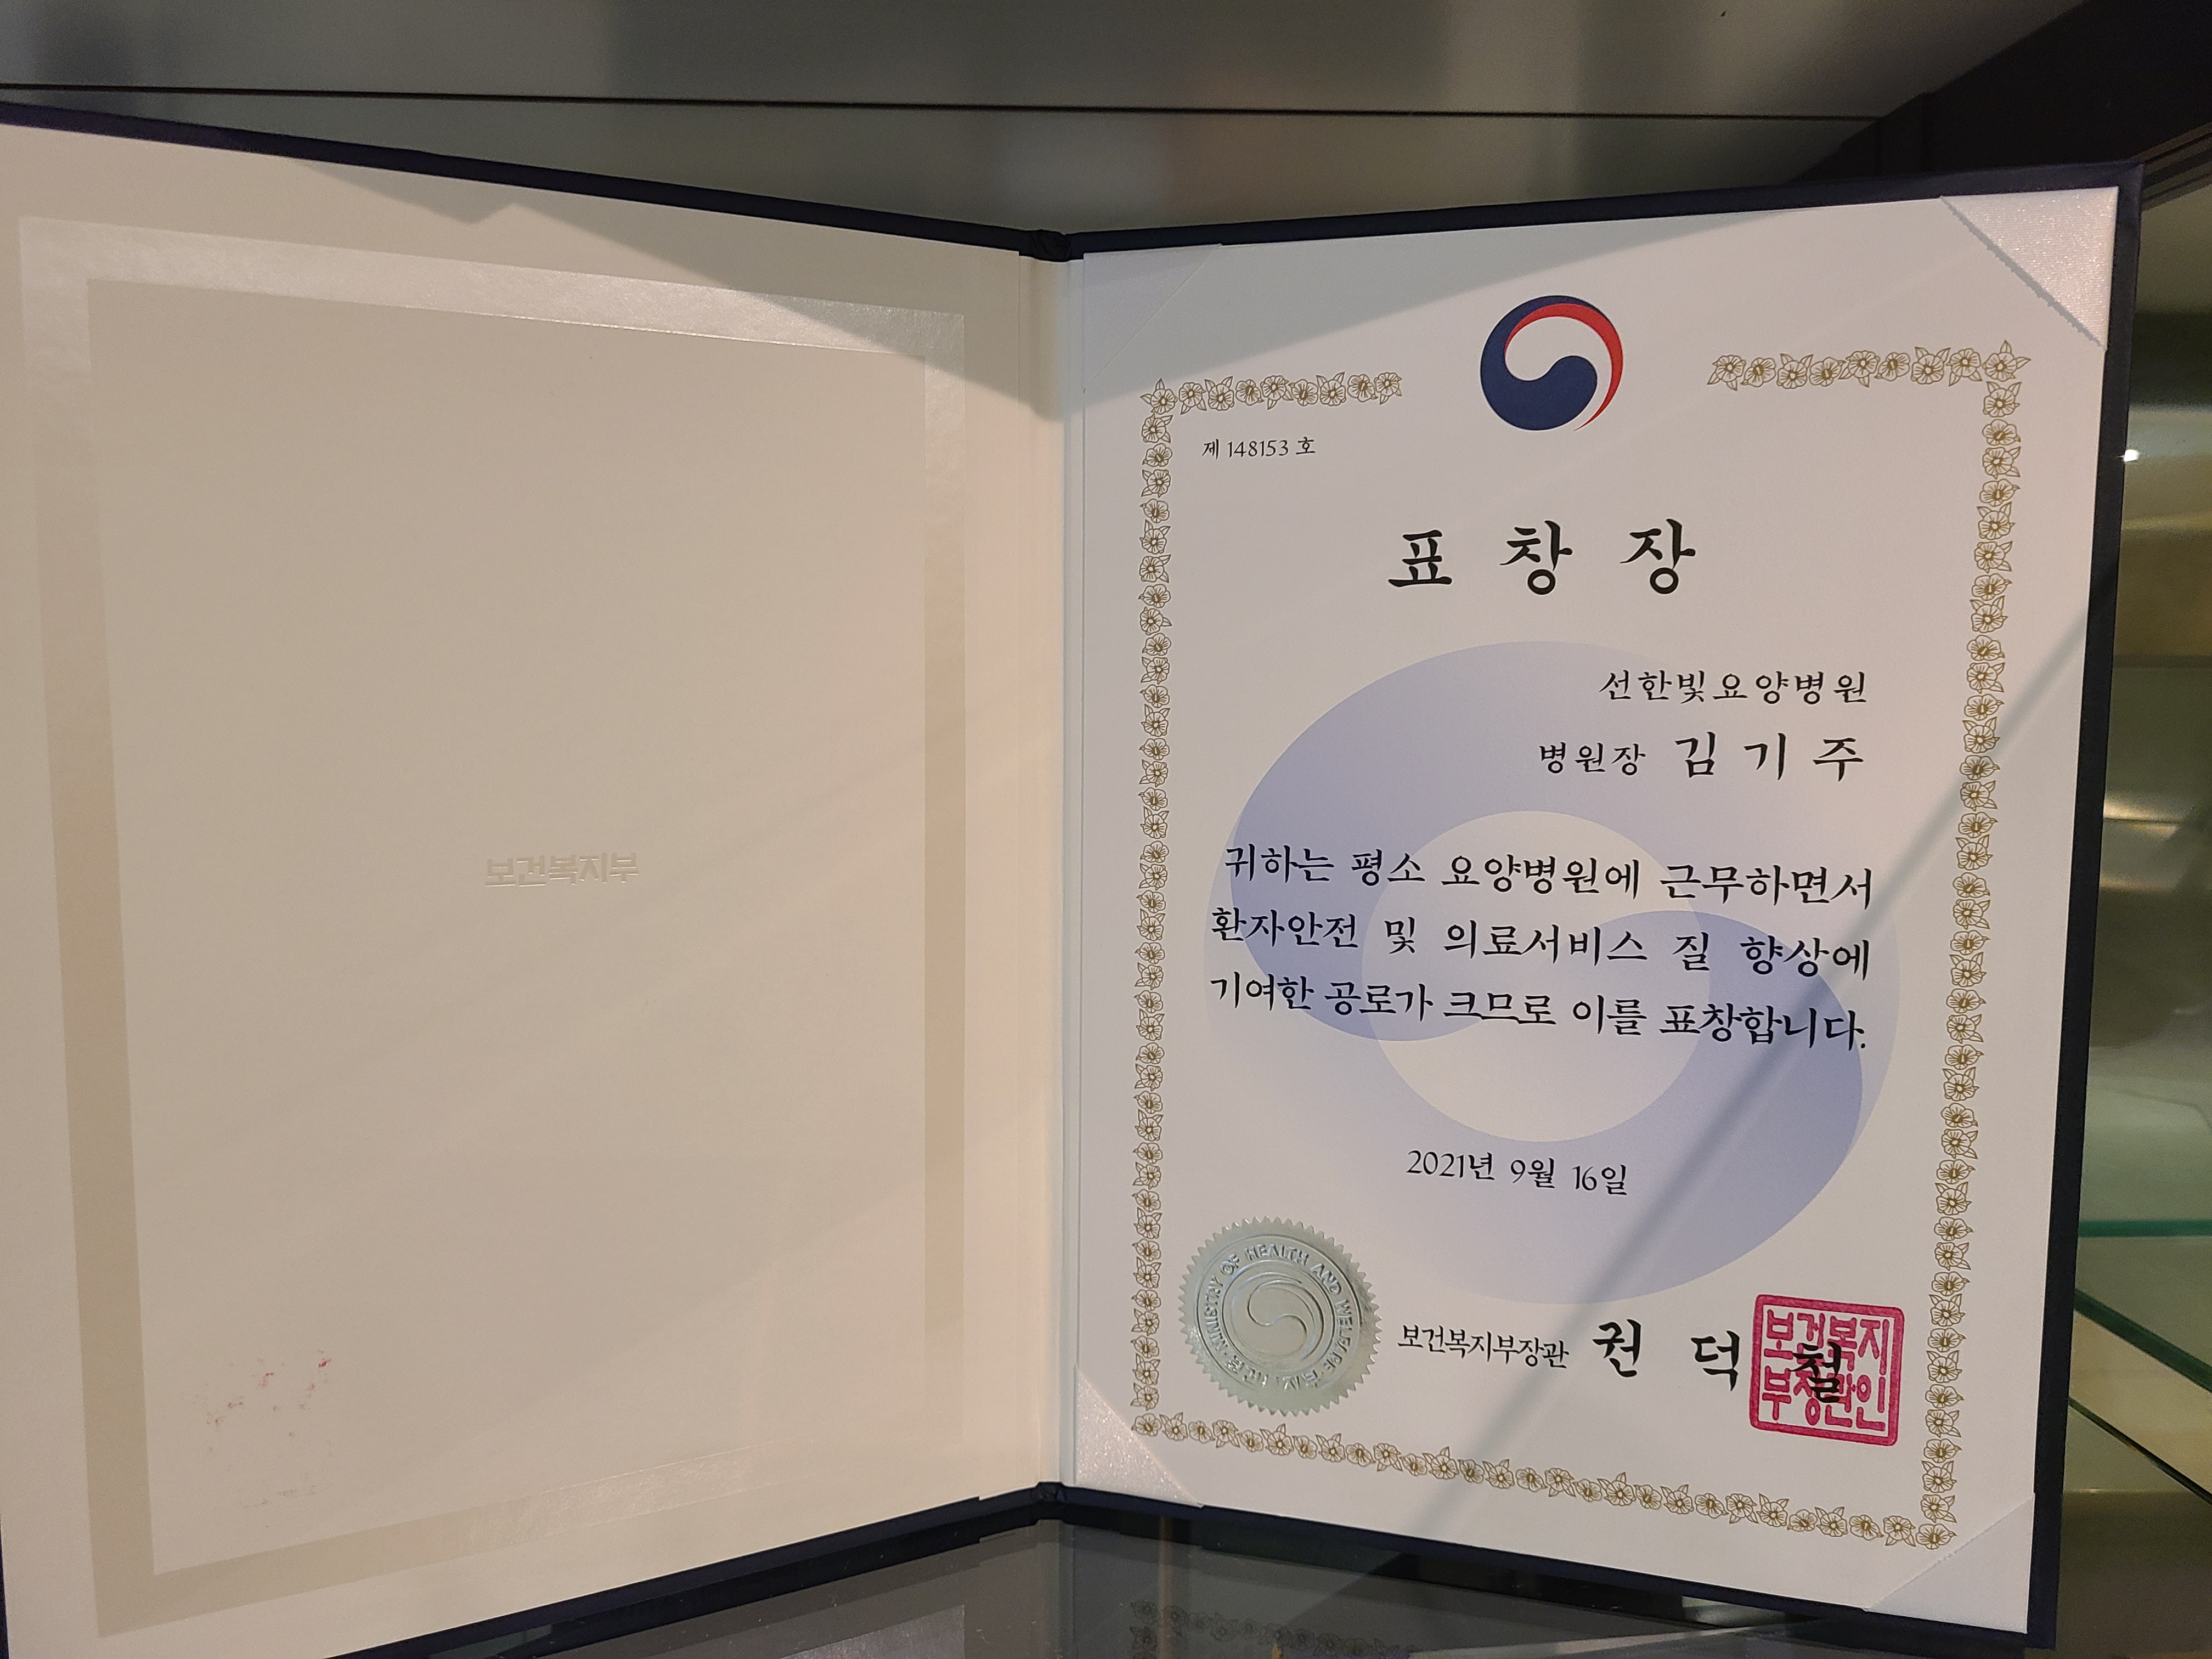 보건복지부
제 148153 호
표 창 장
선한빛요양병원
병원장 김 기 주
귀하는 평소 요양병원에 근무하면서
환자안전 및 의료서비스 질 향상에
기여한 공로가 크므로 이를 표창합니다.
2021년 9월 16일
MINISTRY OF HEALTH AND WELFARE
보건복지부장관 권 덕 철
보건복지
부장관인